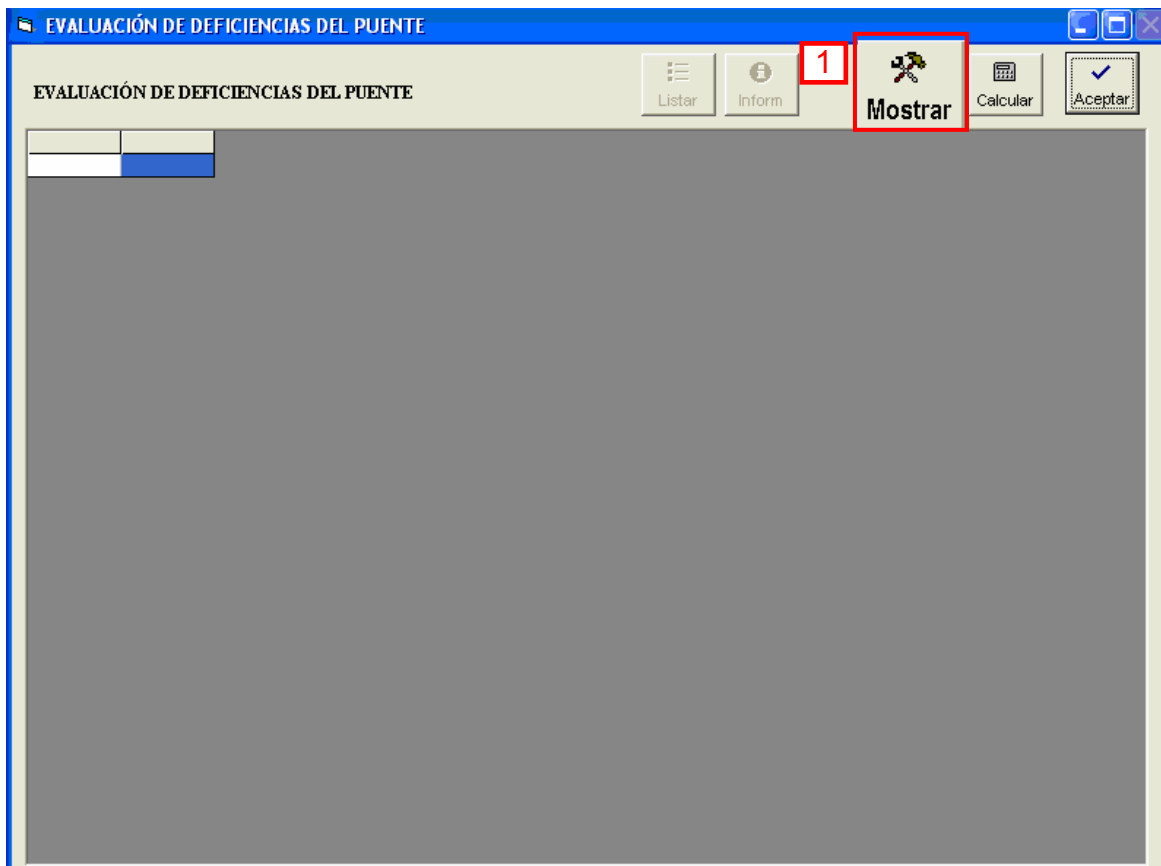 EVALUACIÓN DE DEFICIENCIAS DEL PUENTE
EVALUACIÓN DE DEFICIENCIAS DEL PUENTE
Listar
Inform
1
Mostrar
Calcular
Aceptar